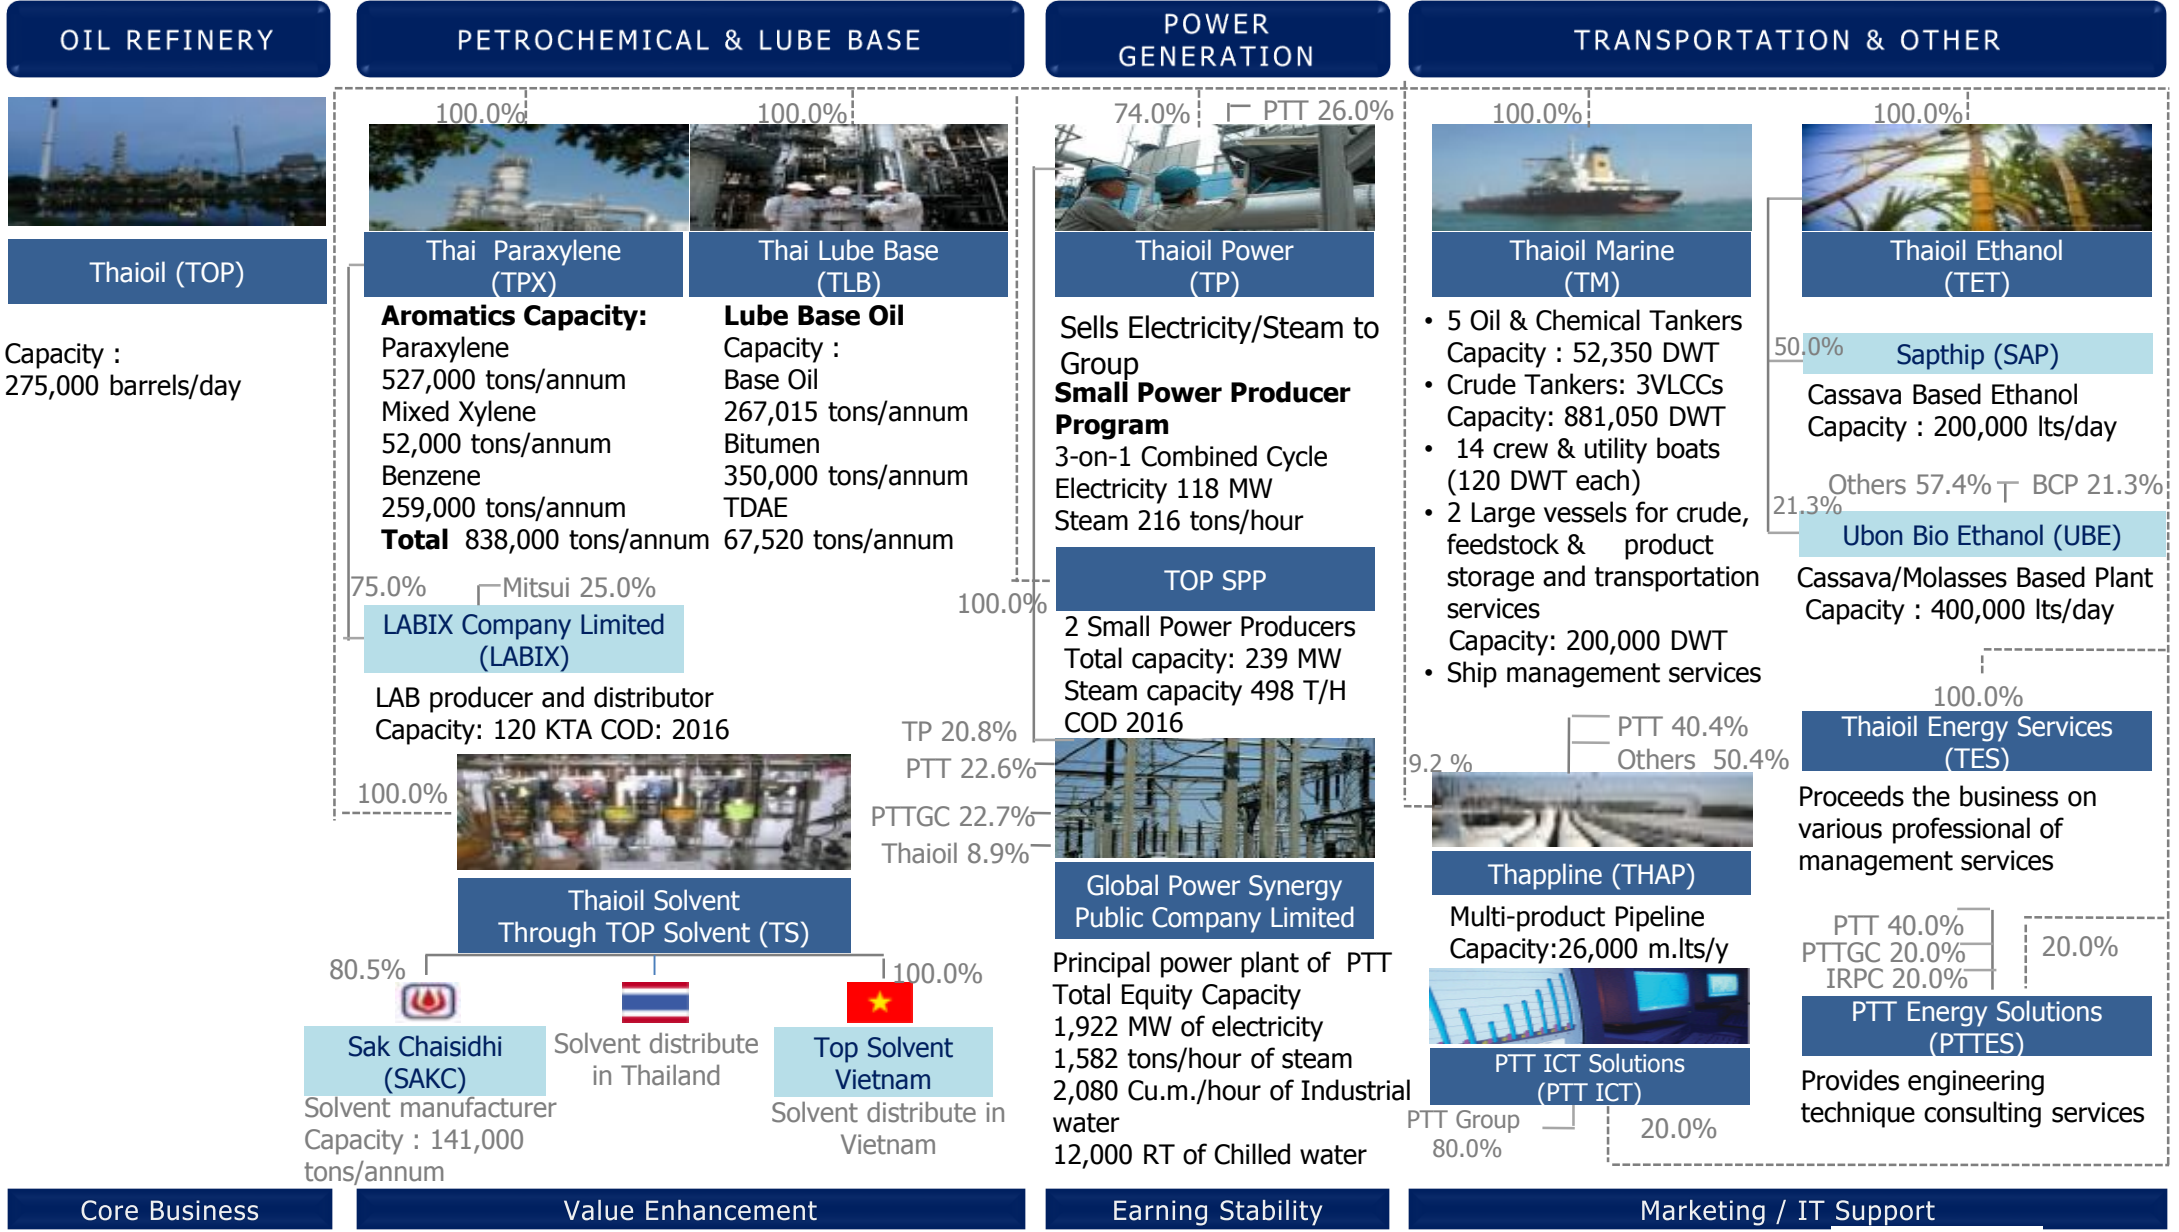 OIL REFINERY
PETROCHEMICAL & LUBE BASE
POWER
GENERATION
TRANSPORTATION & OTHER
Thaioil (TOP)
Capacity :
275,000 barrels/day
100.0%
Thai  Paraxylene
(TPX)
Aromatics Capacity:
Paraxylene
527,000 tons/annum
Mixed Xylene
52,000 tons/annum
Benzene
259,000 tons/annum
Total  838,000 tons/annum
100.0%
Thai Lube Base
(TLB)
Lube Base Oil
Capacity :
Base Oil
267,015 tons/annum
Bitumen
350,000 tons/annum
TDAE
67,520 tons/annum
75.0%
Mitsui 25.0%
LABIX Company Limited
(LABIX)
LAB producer and distributor
Capacity: 120 KTA COD: 2016
100.0%
Thaioil Solvent
Through TOP Solvent (TS)
80.5%
100.0%
Sak Chaisidhi
(SAKC)
Solvent manufacturer
Capacity : 141,000
tons/annum
Solvent distribute
in Thailand
Top Solvent
Vietnam
Solvent distribute in
Vietnam
74.0%
PTT 26.0%
Thaioil Power
(TP)
Sells Electricity/Steam to
Group
Small Power Producer
Program
3-on-1 Combined Cycle
Electricity 118 MW
Steam 216 tons/hour
100.0%
TOP SPP
2 Small Power Producers
Total capacity: 239 MW
Steam capacity 498 T/H
COD 2016
TP 20.8%
PTT 22.6%
PTTGC 22.7%
Thaioil 8.9%
Global Power Synergy
Public Company Limited
Principal power plant of  PTT
Total Equity Capacity
1,922 MW of electricity
1,582 tons/hour of steam
2,080 Cu.m./hour of Industrial
water
12,000 RT of Chilled water
100.0%
Thaioil Marine
(TM)
• 5 Oil & Chemical Tankers
Capacity : 52,350 DWT
• Crude Tankers: 3VLCCs
Capacity: 881,050 DWT
• 14 crew & utility boats
(120 DWT each)
• 2 Large vessels for crude,
feedstock &    product
storage and transportation
services
Capacity: 200,000 DWT
• Ship management services
PTT 40.4%
Others  50.4%
9.2 %
Thappline (THAP)
Multi-product Pipeline
Capacity:26,000 m.lts/y
PTT ICT Solutions
(PTT ICT)
PTT Group
80.0%
20.0%
100.0%
Thaioil Ethanol
(TET)
50.0%
Sapthip (SAP)
Cassava Based Ethanol
Capacity : 200,000 lts/day
Others 57.4%
BCP 21.3%
21.3%
Ubon Bio Ethanol (UBE)
Cassava/Molasses Based Plant
Capacity : 400,000 lts/day
100.0%
Thaioil Energy Services
(TES)
Proceeds the business on
various professional of
management services
PTT 40.0%
PTTGC 20.0%
IRPC 20.0%
20.0%
PTT Energy Solutions
(PTTES)
Provides engineering
technique consulting services
Core Business
Value Enhancement
Earning Stability
Marketing / IT Support